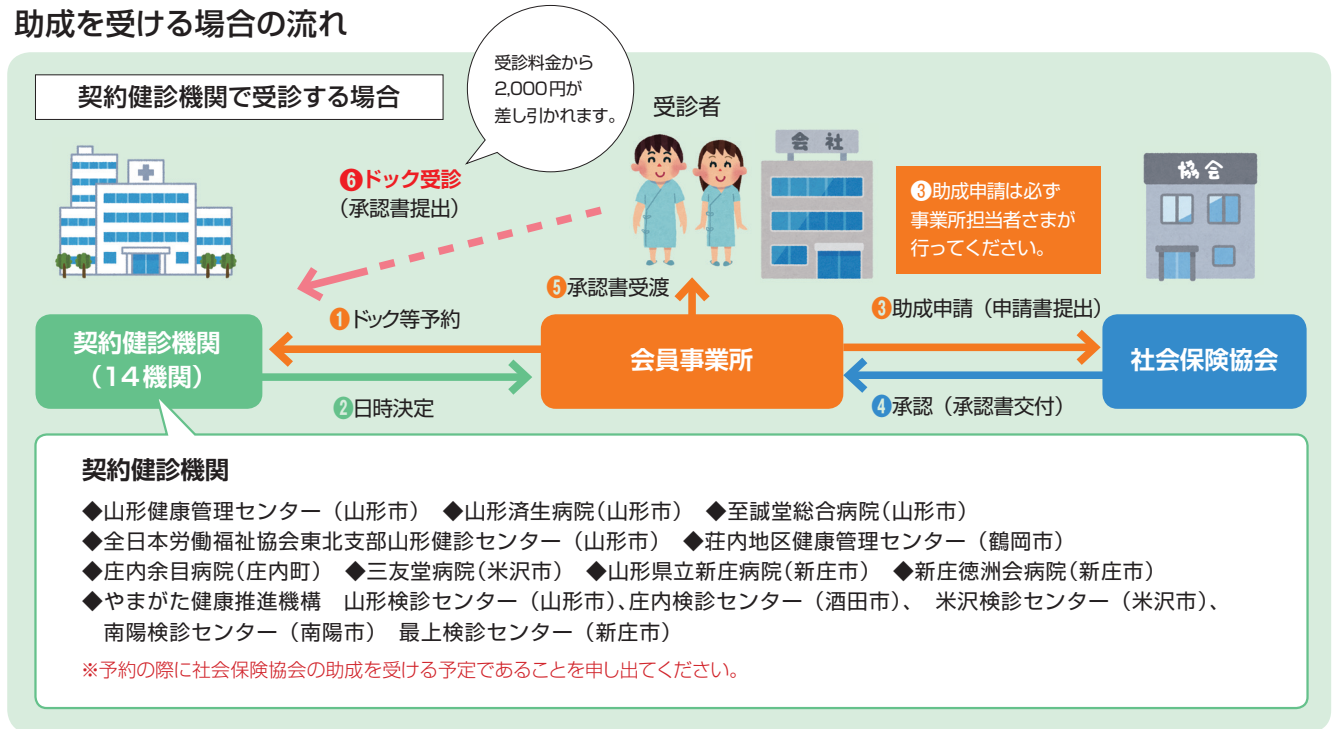 助成を受ける場合の流れ
契約健診機関で受診する場合
受診料金から
2,000円が
差し引かれます。
受診者
会社
協会
❻ドック受診
(承認書提出)
❸助成申請は必ず
事業所担当者さまが
行ってください。
❺承認書受渡
❶ドック等予約
❸助成申請（申請書提出）
契約健診機関
（14機関）
会員事業所
社会保険協会
❷日時決定
❹承認（承認書交付）
契約健診機関
◆山形健康管理センター（山形市） ◆山形済生病院(山形市) ◆至誠堂総合病院(山形市)
◆全日本労働福祉協会東北支部山形健診センター（山形市） ◆荘内地区健康管理センター（鶴岡市）
◆庄内余目病院(庄内町) ◆三友堂病院(米沢市) ◆山形県立新庄病院(新庄市) ◆新庄徳洲会病院(新庄市)
◆やまがた健康推進機構 山形検診センター（山形市）、庄内検診センター（酒田市）、 米沢検診センター（米沢市）、
南陽検診センター（南陽市） 最上検診センター（新庄市）
※予約の際に社会保険協会の助成を受ける予定であることを申し出てください。